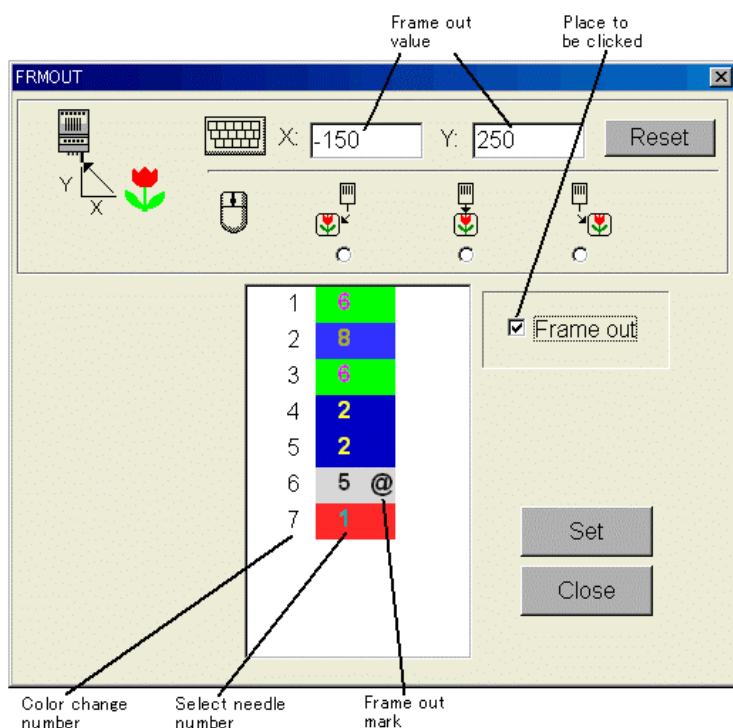 Frame out
value
Place to
be clicked
FRMOUT
X: -150 Y: 250 Reset
Y
X
1 6
2 8
3 6
4 2
5 2
6 5 @
7 1
Frame out
Set
Close
Color change
number
Select needle
number
Frame out
mark